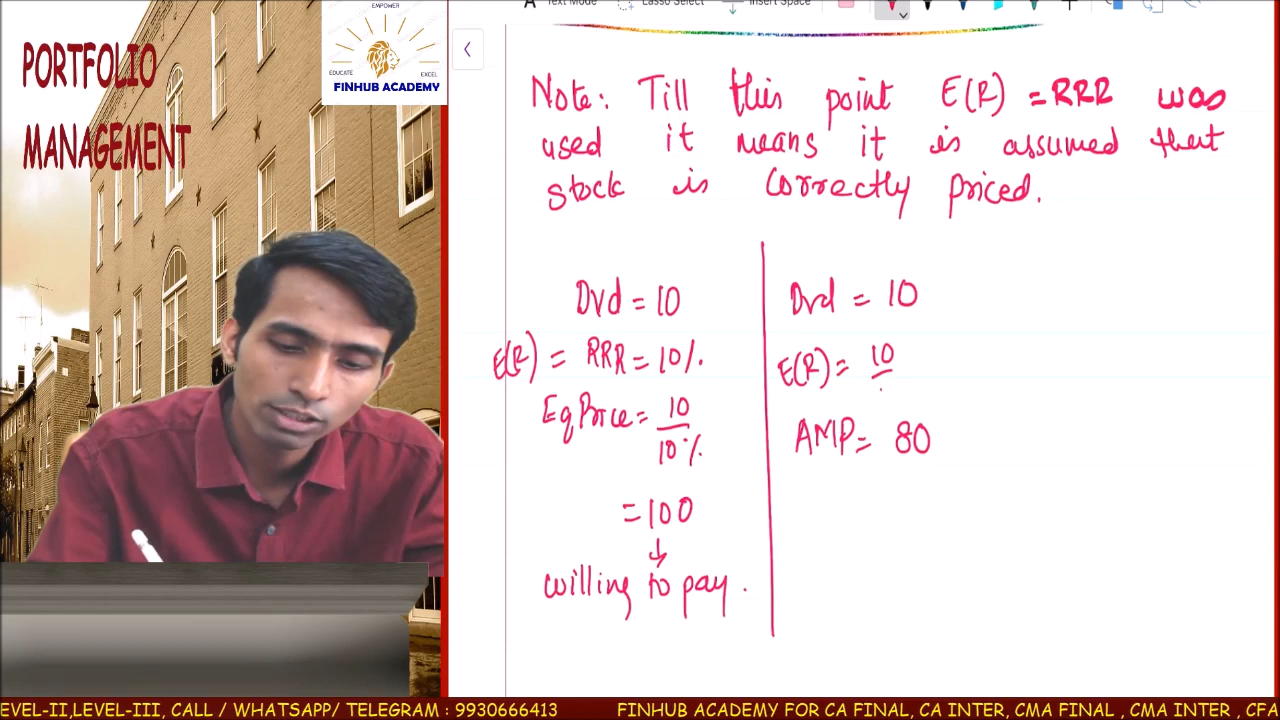 PORTFOLIO
MANAGEMENT
EMPOWER
EDUCATE
EXCEL
FINHUB ACADEMY
Text Mode
Lasso Select
Insert Space
Note: Till this point E(R) = RRR was
used it means it is assumed that
stock is correctly priced.
Dvd = 10
E(R) = RRR = 10%
Eq Price = 10
10%
= 100
↓
willing to pay.
Dvd = 10
E(R) = 10
AMP = 80
EVEL-II,LEVEL-III, CALL / WHATSAPP/ TELEGRAM : 9930666413 FINHUB ACADEMY FOR CA FINAL, CA INTER, CMA FINAL , CMA INTER , CFA